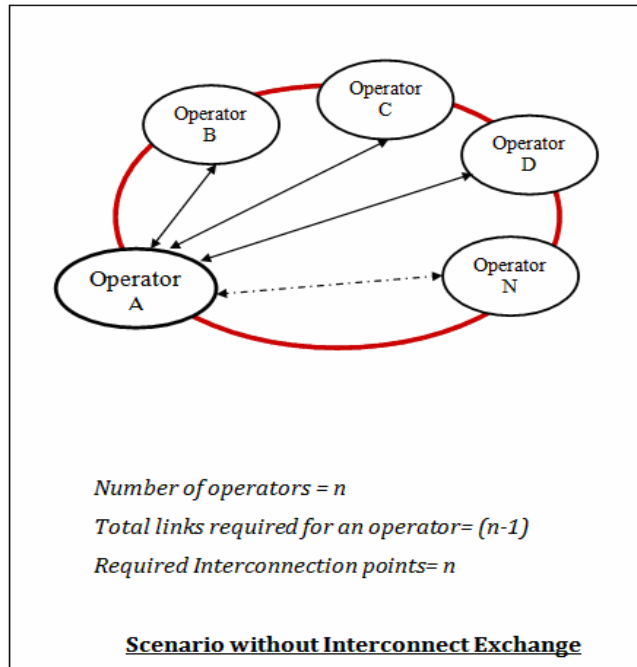 Operator
B
Operator
C
Operator
D
Operator
A
Operator
N
Number of operators = n
Total links required for an operator= (n-1)
Required Interconnection points= n
Scenario without Interconnect Exchange